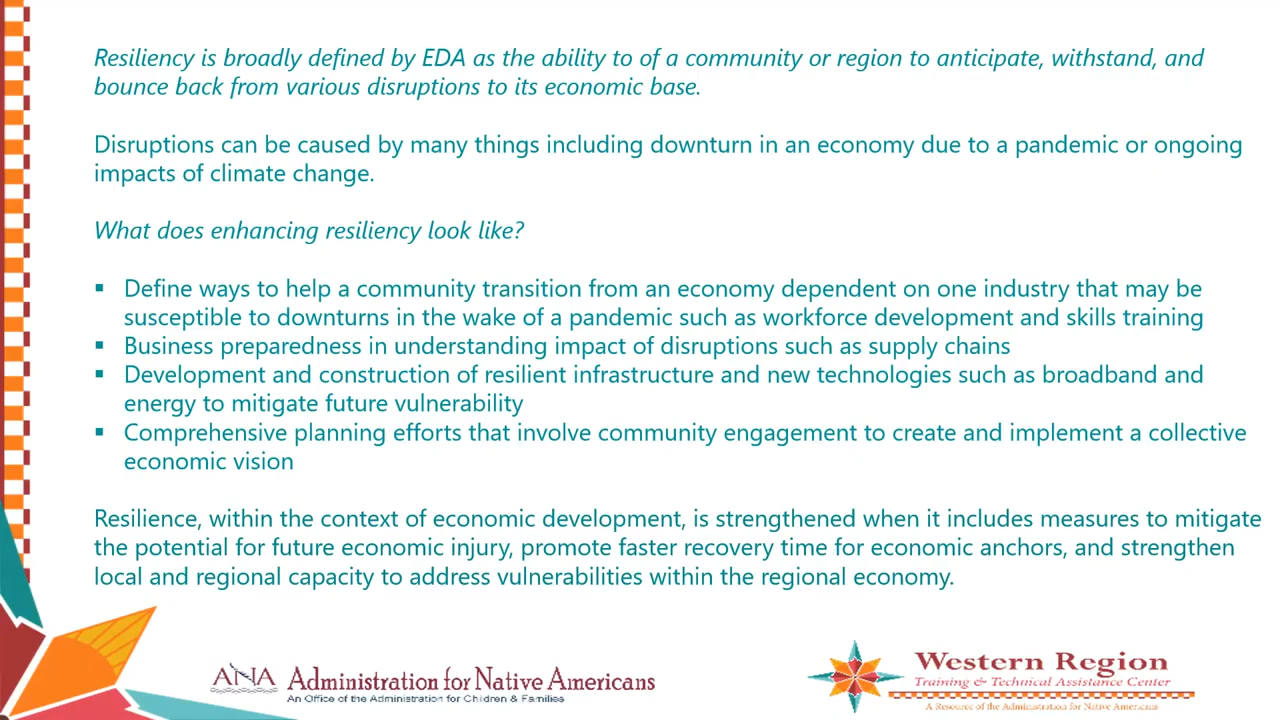 Resiliency is broadly defined by EDA as the ability to of a community or region to anticipate, withstand, and
bounce back from various disruptions to its economic base.
Disruptions can be caused by many things including downturn in an economy due to a pandemic or ongoing
impacts of climate change.
What does enhancing resiliency look like?
▪ Define ways to help a community transition from an economy dependent on one industry that may be
susceptible to downturns in the wake of a pandemic such as workforce development and skills training
▪ Business preparedness in understanding impact of disruptions such as supply chains
▪ Development and construction of resilient infrastructure and new technologies such as broadband and
energy to mitigate future vulnerability
▪ Comprehensive planning efforts that involve community engagement to create and implement a collective
economic vision
Resilience, within the context of economic development, is strengthened when it includes measures to mitigate
the potential for future economic injury, promote faster recovery time for economic anchors, and strengthen
local and regional capacity to address vulnerabilities within the regional economy.
ANA Administration for Native Americans
An Office of the Administration for Children & Families
Western Region
Training & Technical Assistance Center
A Resource of the Administration for Native Americans